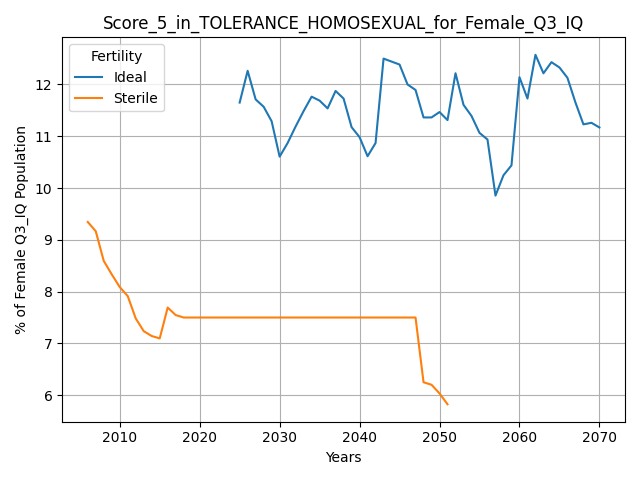 Score_5_in_TOLERANCE_HOMOSEXUAL_for_Female_Q3_IQ
Fertility
Ideal
Sterile
% of Female Q3_IQ Population
12
11
10
9
8
7
6
2010 2020 2030 2040 2050 2060 2070
Years